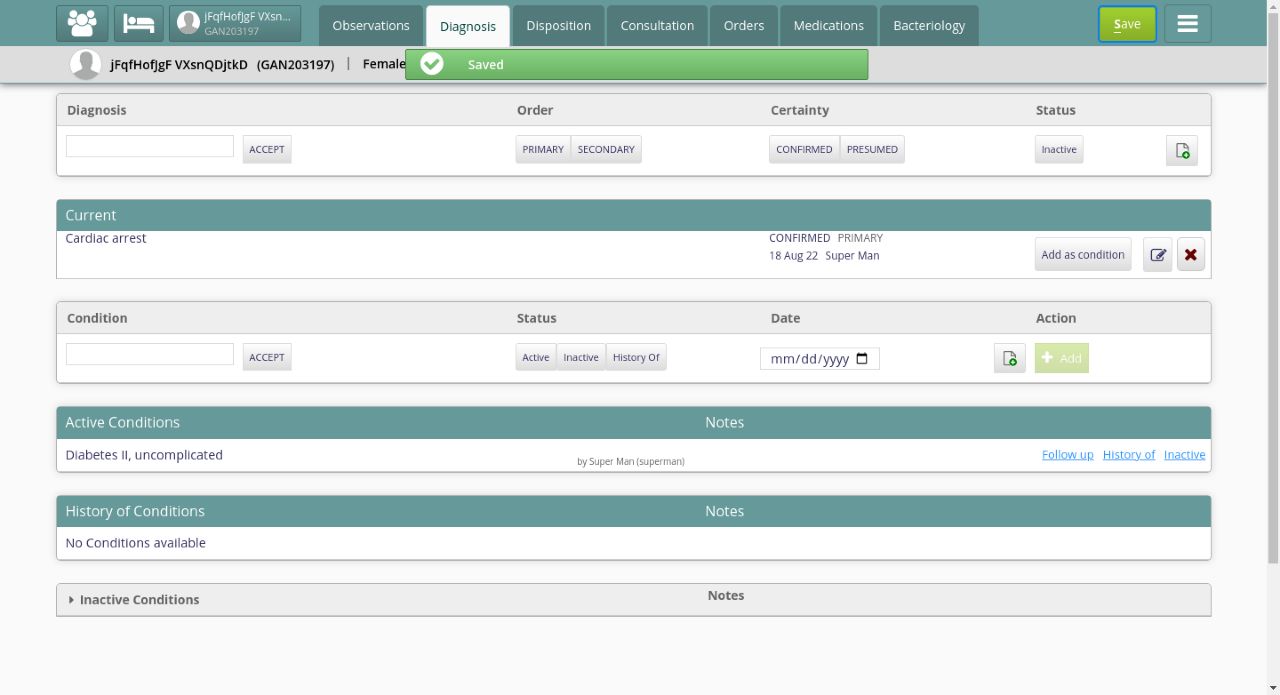 jFqfHofJgF VXsn...
GAN203197
Observations
Diagnosis
Disposition
Consultation
Orders
Medications
Bacteriology
Save
jFqfHofJgF VXsnQDjtkD (GAN203197) | Female
Saved
Diagnosis Order Certainty Status
ACCEPT PRIMARY SECONDARY CONFIRMED PRESUMED Inactive
Current
Cardiac arrest CONFIRMED PRIMARY
18 Aug 22 Super Man
Add as condition
Condition Status Date Action
ACCEPT Active Inactive History Of mm/dd/yyyy Add
Active Conditions Notes
Diabetes II, uncomplicated by Super Man (superman) Follow up History of Inactive
History of Conditions Notes
No Conditions available
Inactive Conditions Notes